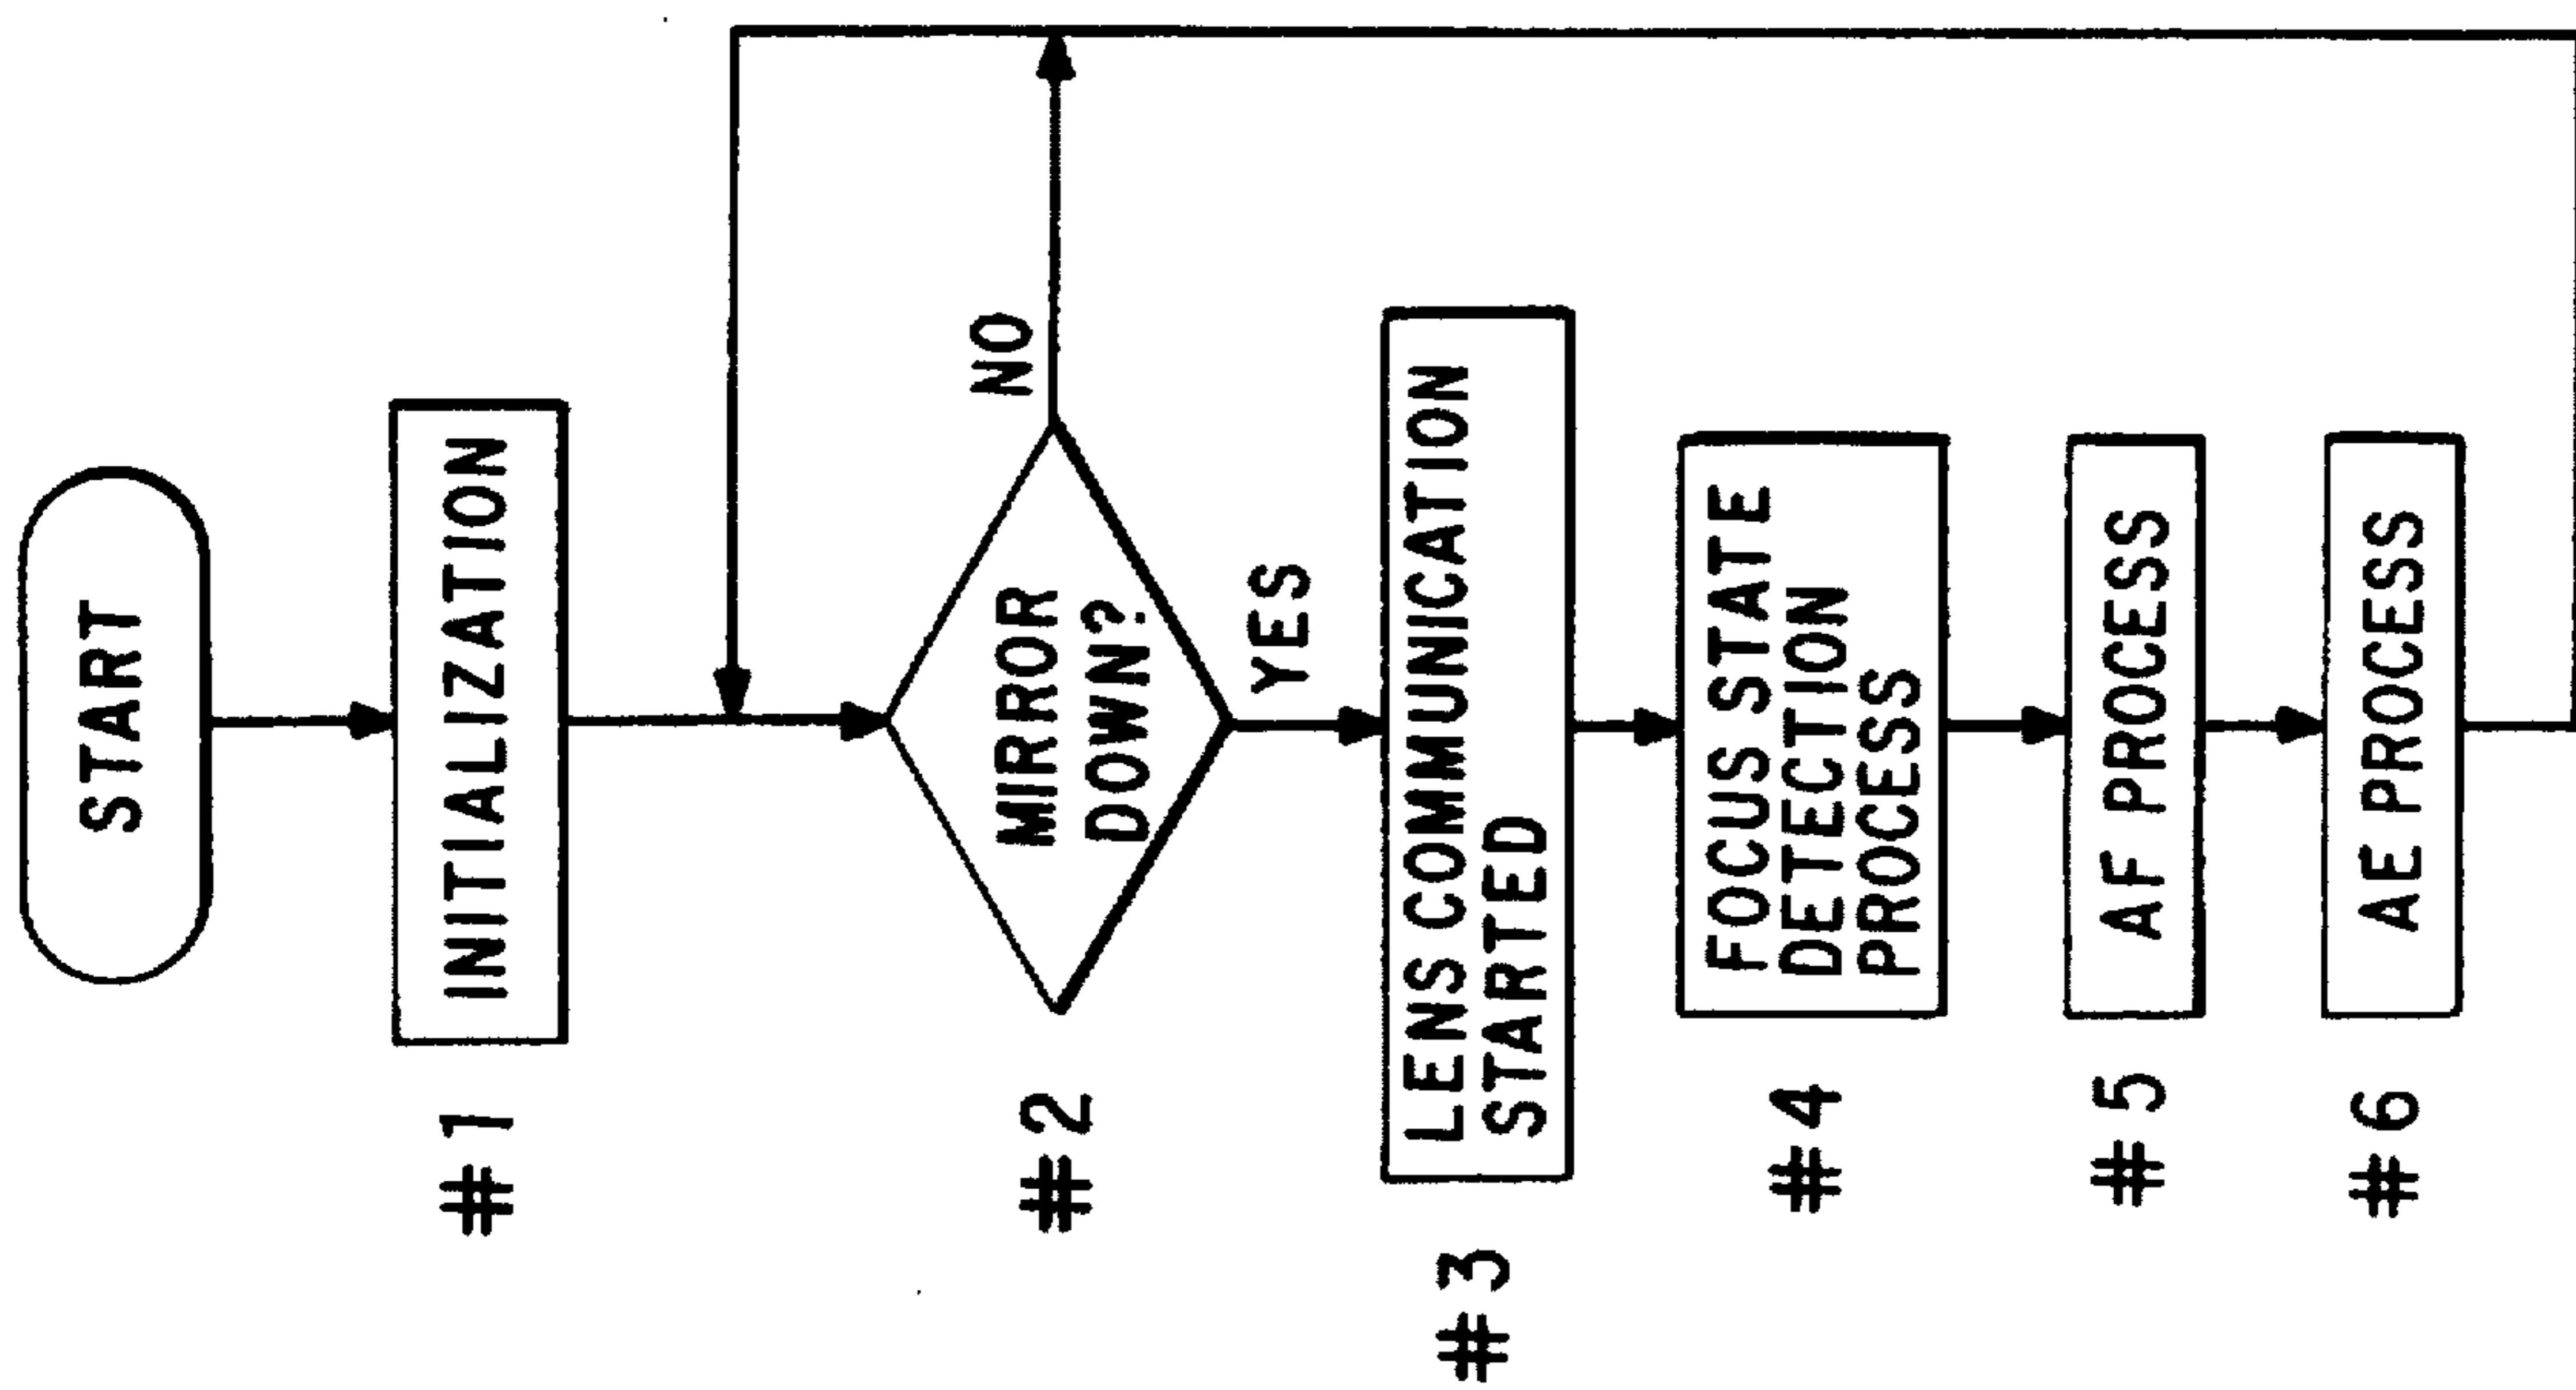 START
#1
INITIALIZATION
#2
MIRROR
DOWN?
NO
YES
#3
LENS COMMUNICATION
STARTED
#4
FOCUS STATE
DETECTION
PROCESS
#5
AF PROCESS
#6
AE PROCESS